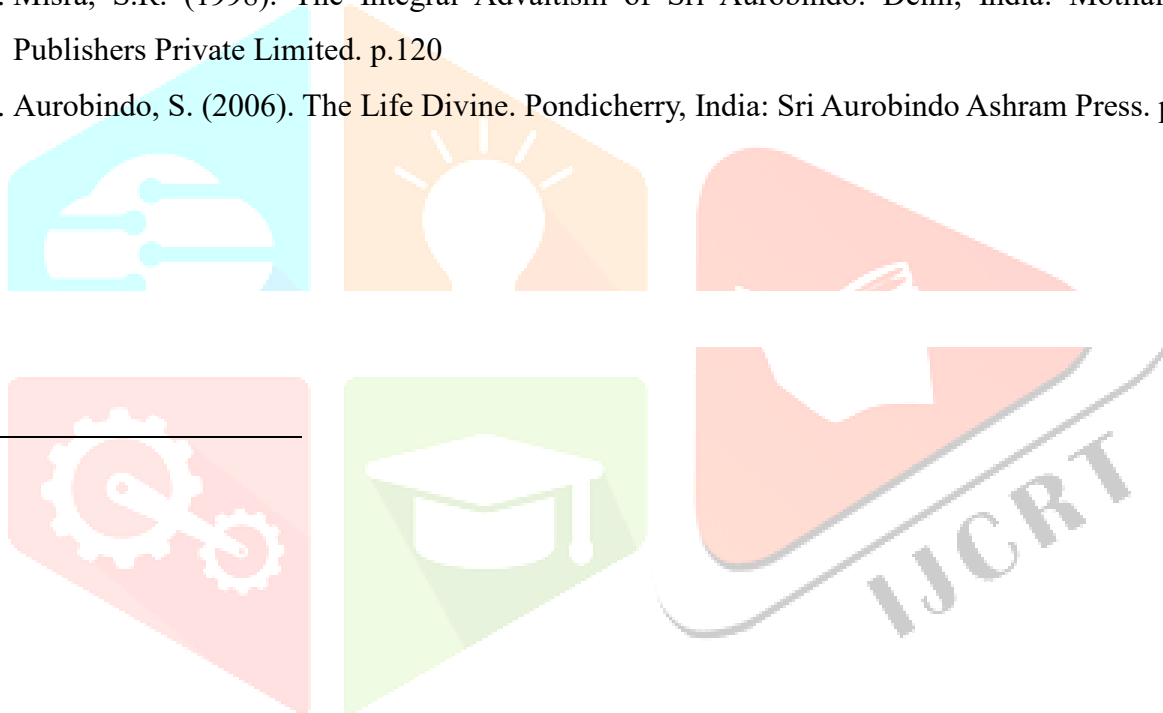 . Misra, S.R. (1998). The Integral Advaitism of Sri Aurobindo. Delhi, India: Motilal
Publishers Private Limited. p.120
. Aurobindo, S. (2006). The Life Divine. Pondicherry, India: Sri Aurobindo Ashram Press. p
IJCRT